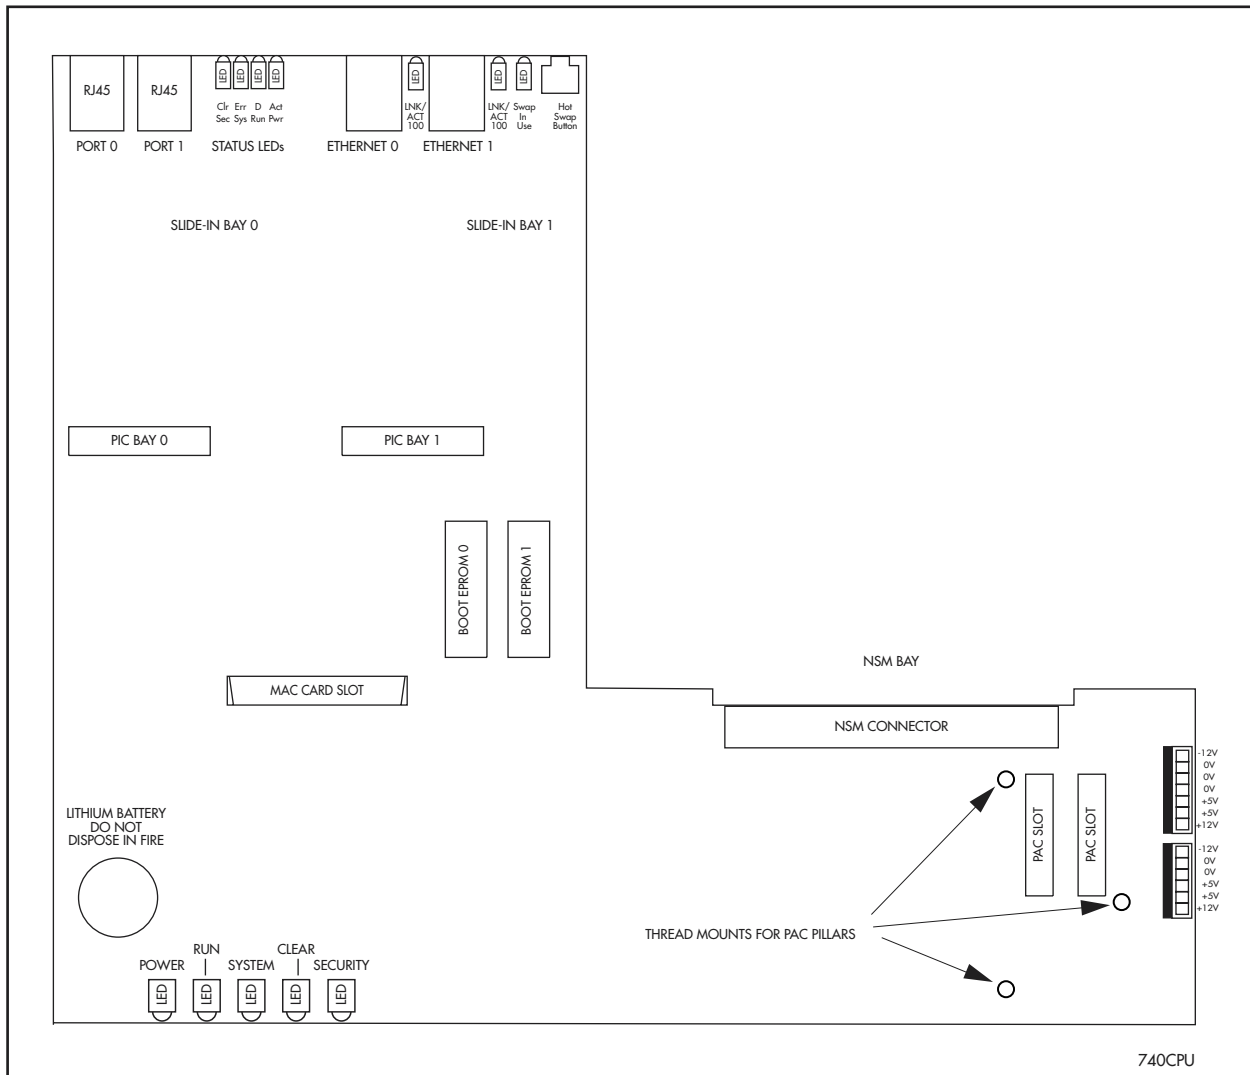 RJ45
RJ45
LED
LED
LED
LED
LED
LED
LED
Clr Err D Act
Sec Sys Run Pwr
LNK/
ACT
100
LNK/
ACT
100
Swap
In
Use
Hot
Swap
Button
PORT 0
PORT 1
STATUS LEDs
ETHERNET 0
ETHERNET 1
SLIDE-IN BAY 0
SLIDE-IN BAY 1
PIC BAY 0
PIC BAY 1
BOOT EPROM 0
BOOT EPROM 1
MAC CARD SLOT
NSM BAY
NSM CONNECTOR
-12V
0V
0V
0V
+5V
+5V
+12V
PAC SLOT
PAC SLOT
-12V
0V
0V
+5V
+5V
+12V
LITHIUM BATTERY
DO NOT
DISPOSE IN FIRE
THREAD MOUNTS FOR PAC PILLARS
RUN
CLEAR
POWER
SYSTEM
SECURITY
LED
LED
LED
LED
LED
740CPU